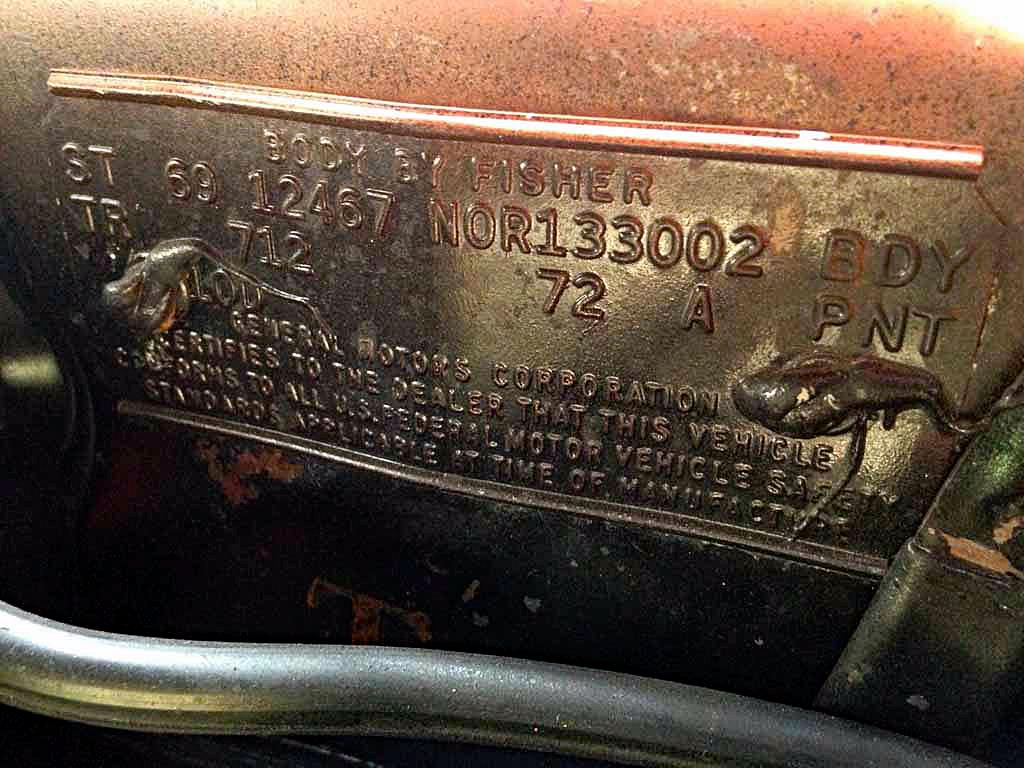 BODY BY FISHER
ST 69 12467 NOR133002 BDY
TR 712 72 A PNT
10D
GENERAL MOTORS CORPORATION
CERTIFIES TO THE DEALER THAT THIS VEHICLE
CONFORMS TO ALL U.S. FEDERAL MOTOR VEHICLE SAFETY
STANDARDS APPLICABLE AT TIME OF MANUFACTURE